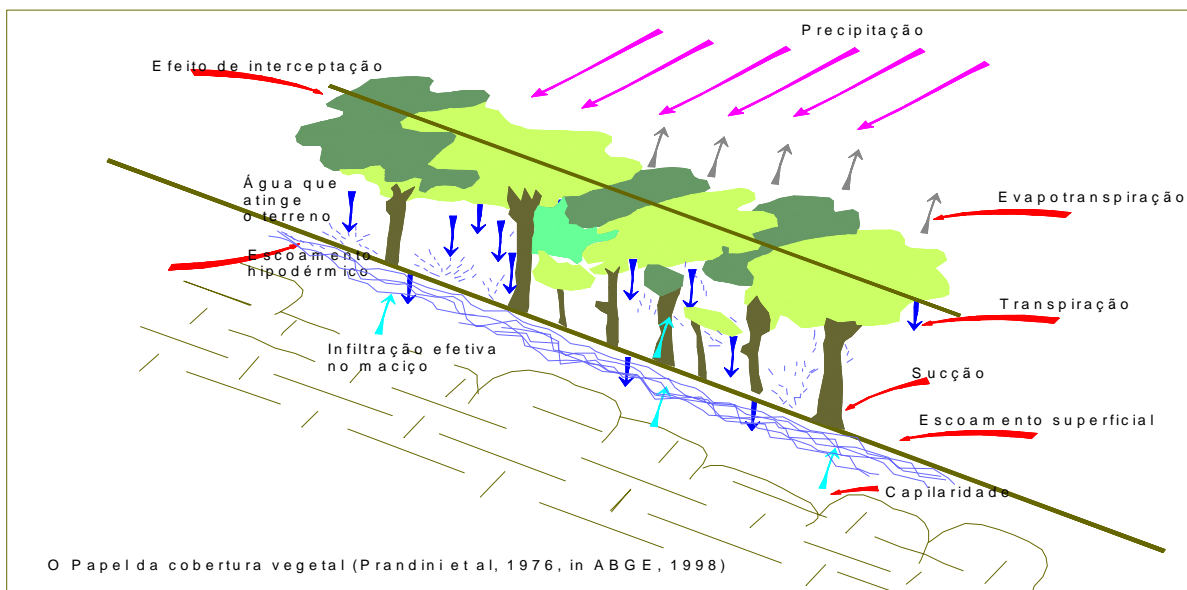 Precipitação
Efeito de interceptação
Água que
atinge
o terreno
Evapotranspiração
Escoamento
hipodérmico
Transpiração
Infiltração efetiva
no maciço
Sucção
Escoamento superficial
Capilaridade
O Papel da cobertura vegetal (Prandini et al, 1976, in ABGE, 1998)